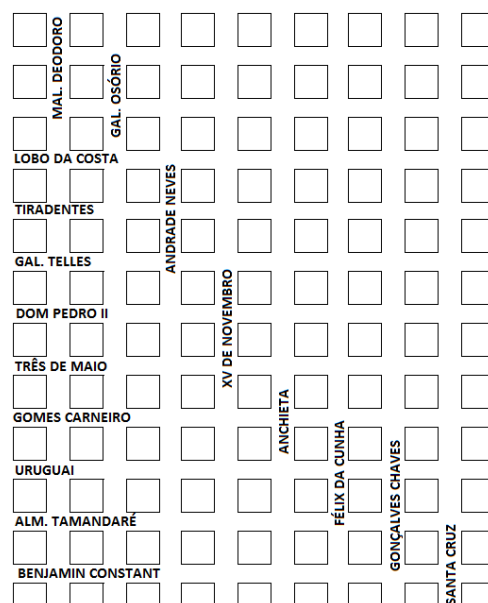 MAL. DEODORO
GAL. OSÓRIO
LOBO DA COSTA
ANDRADE NEVES
TIRADENTES
GAL. TELLES
XV DE NOVEMBRO
DOM PEDRO II
TRÊS DE MAIO
ANCHIETA
GOMES CARNEIRO
FÉLIX DA CUNHA
GONÇALVES CHAVES
URUGUAI
ALM. TAMANDARÉ
SANTA CRUZ
BENJAMIN CONSTANT